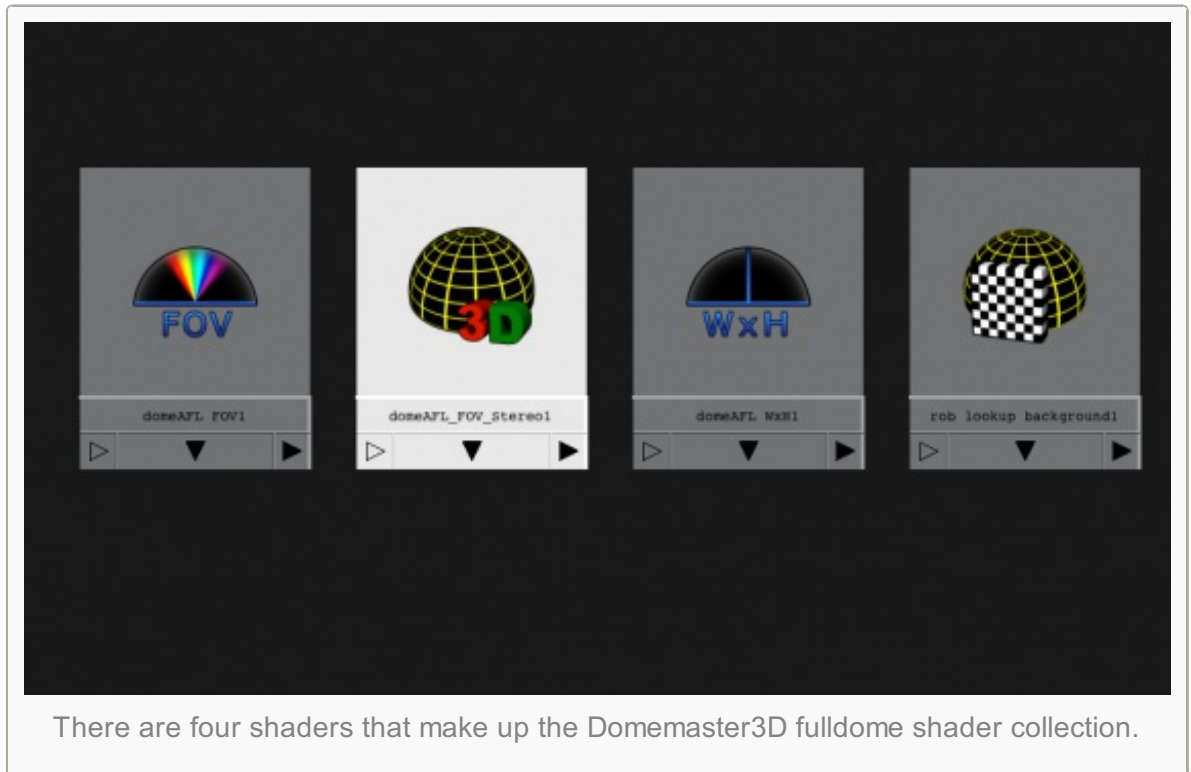 FOV
3D
WxH
domeAFL FOV1
domeAFL_FOV_Stereo1
domeAFL WxH1
rob lookup background1
There are four shaders that make up the Domemaster3D fulldome shader collection.